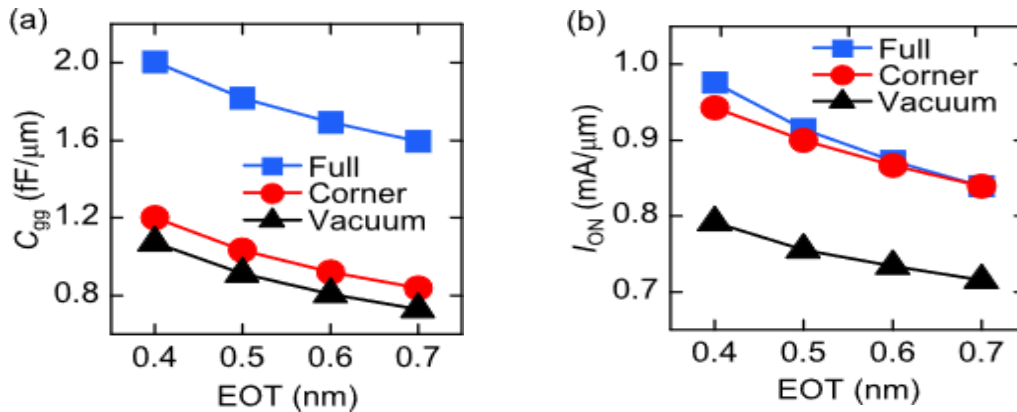 (a)
2.0
1.6
1.2
0.8
C_gg (fF/μm)
Full
Corner
Vacuum
0.4 0.5 0.6 0.7
EOT (nm)
(b)
1.0
0.9
0.8
0.7
I_ON (mA/μm)
Full
Corner
Vacuum
0.4 0.5 0.6 0.7
EOT (nm)